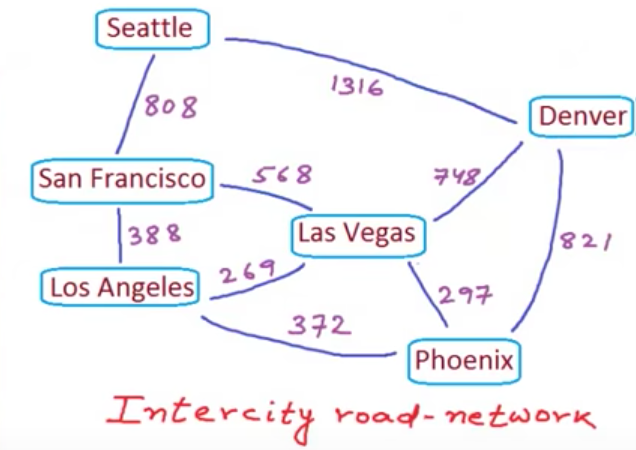 Seattle
1316
808
Denver
San Francisco
568
748
Las Vegas
388
821
Los Angeles
269
297
372
Phoenix
Intercity road-network